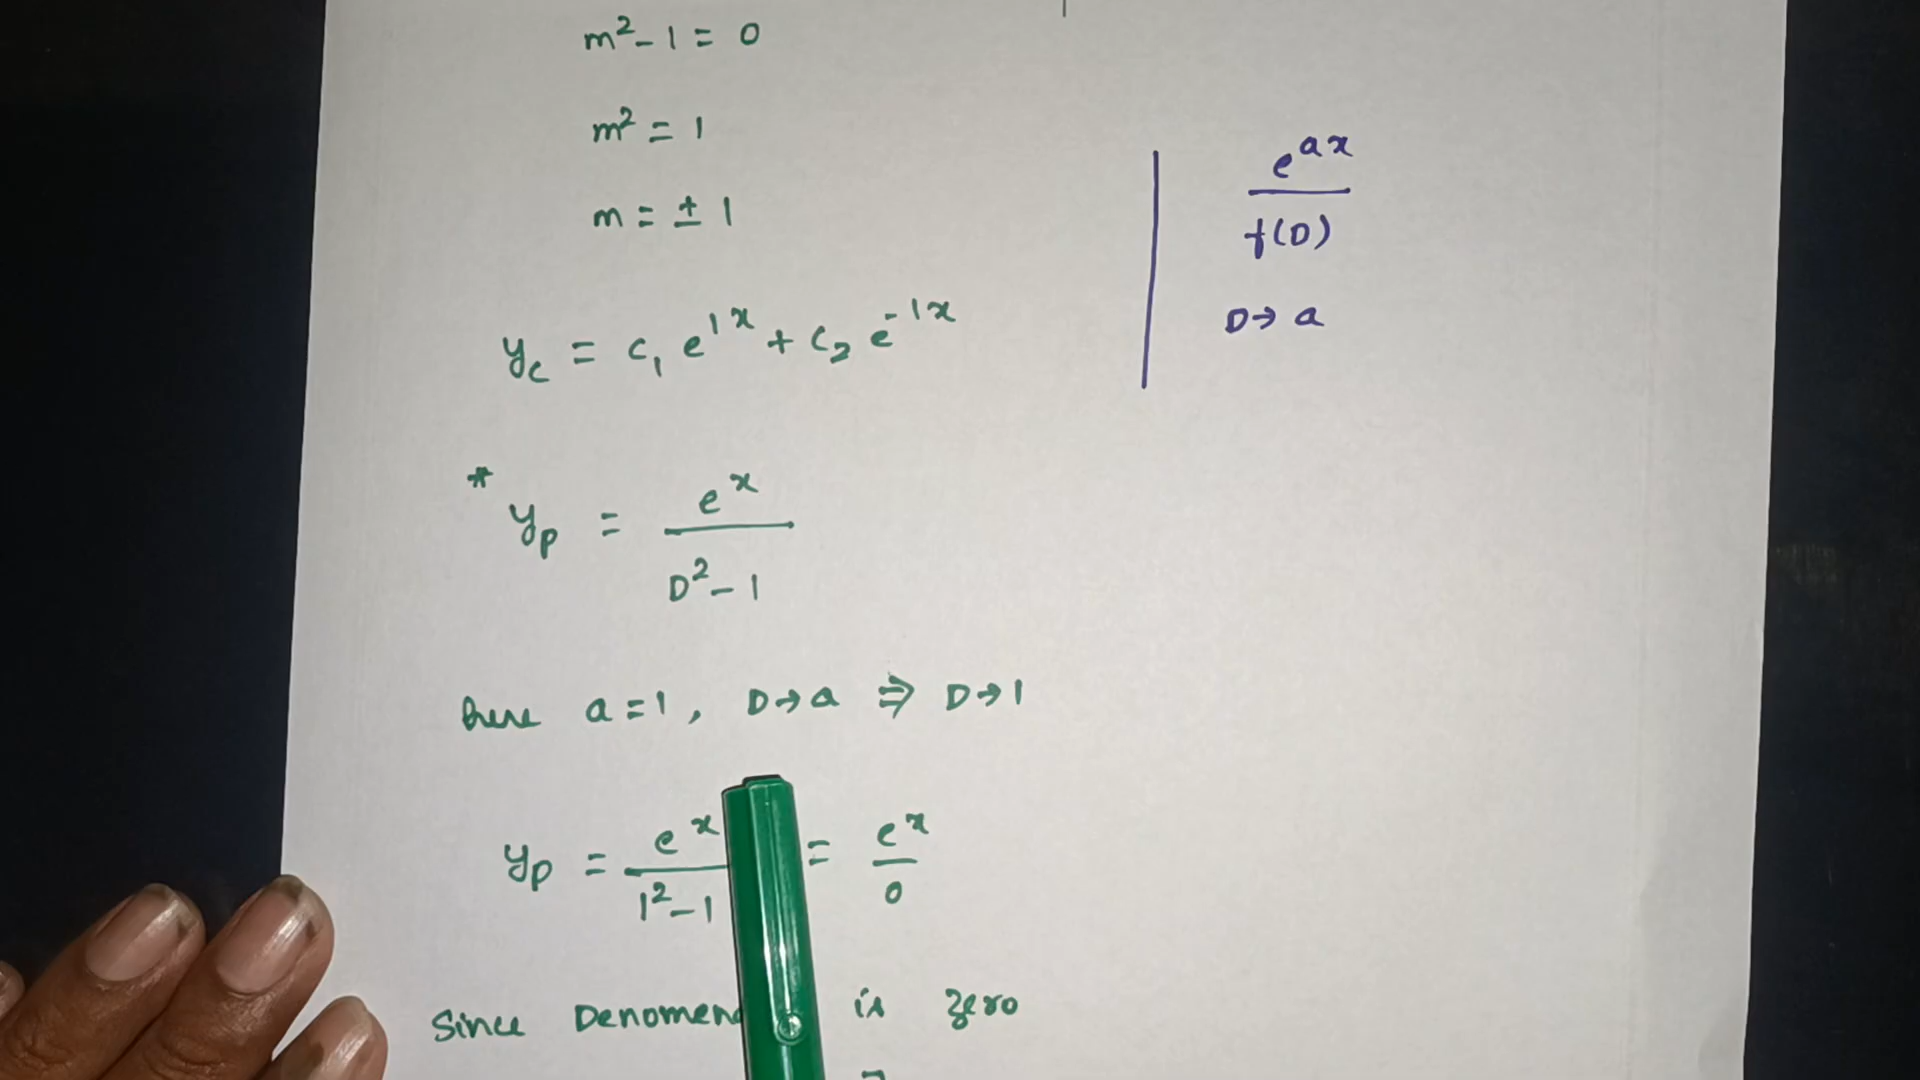 m² - 1 = 0
m² = 1
m = ± 1
y_c = c₁ e^{1x} + c₂ e^{-1x}
* y_p = e^x / (D² - 1)
here a = 1, D → a ⇒ D → 1
y_p = e^x / (1² - 1) = e^x / 0
Since is zero
e^{ax} / f(D)
D → a